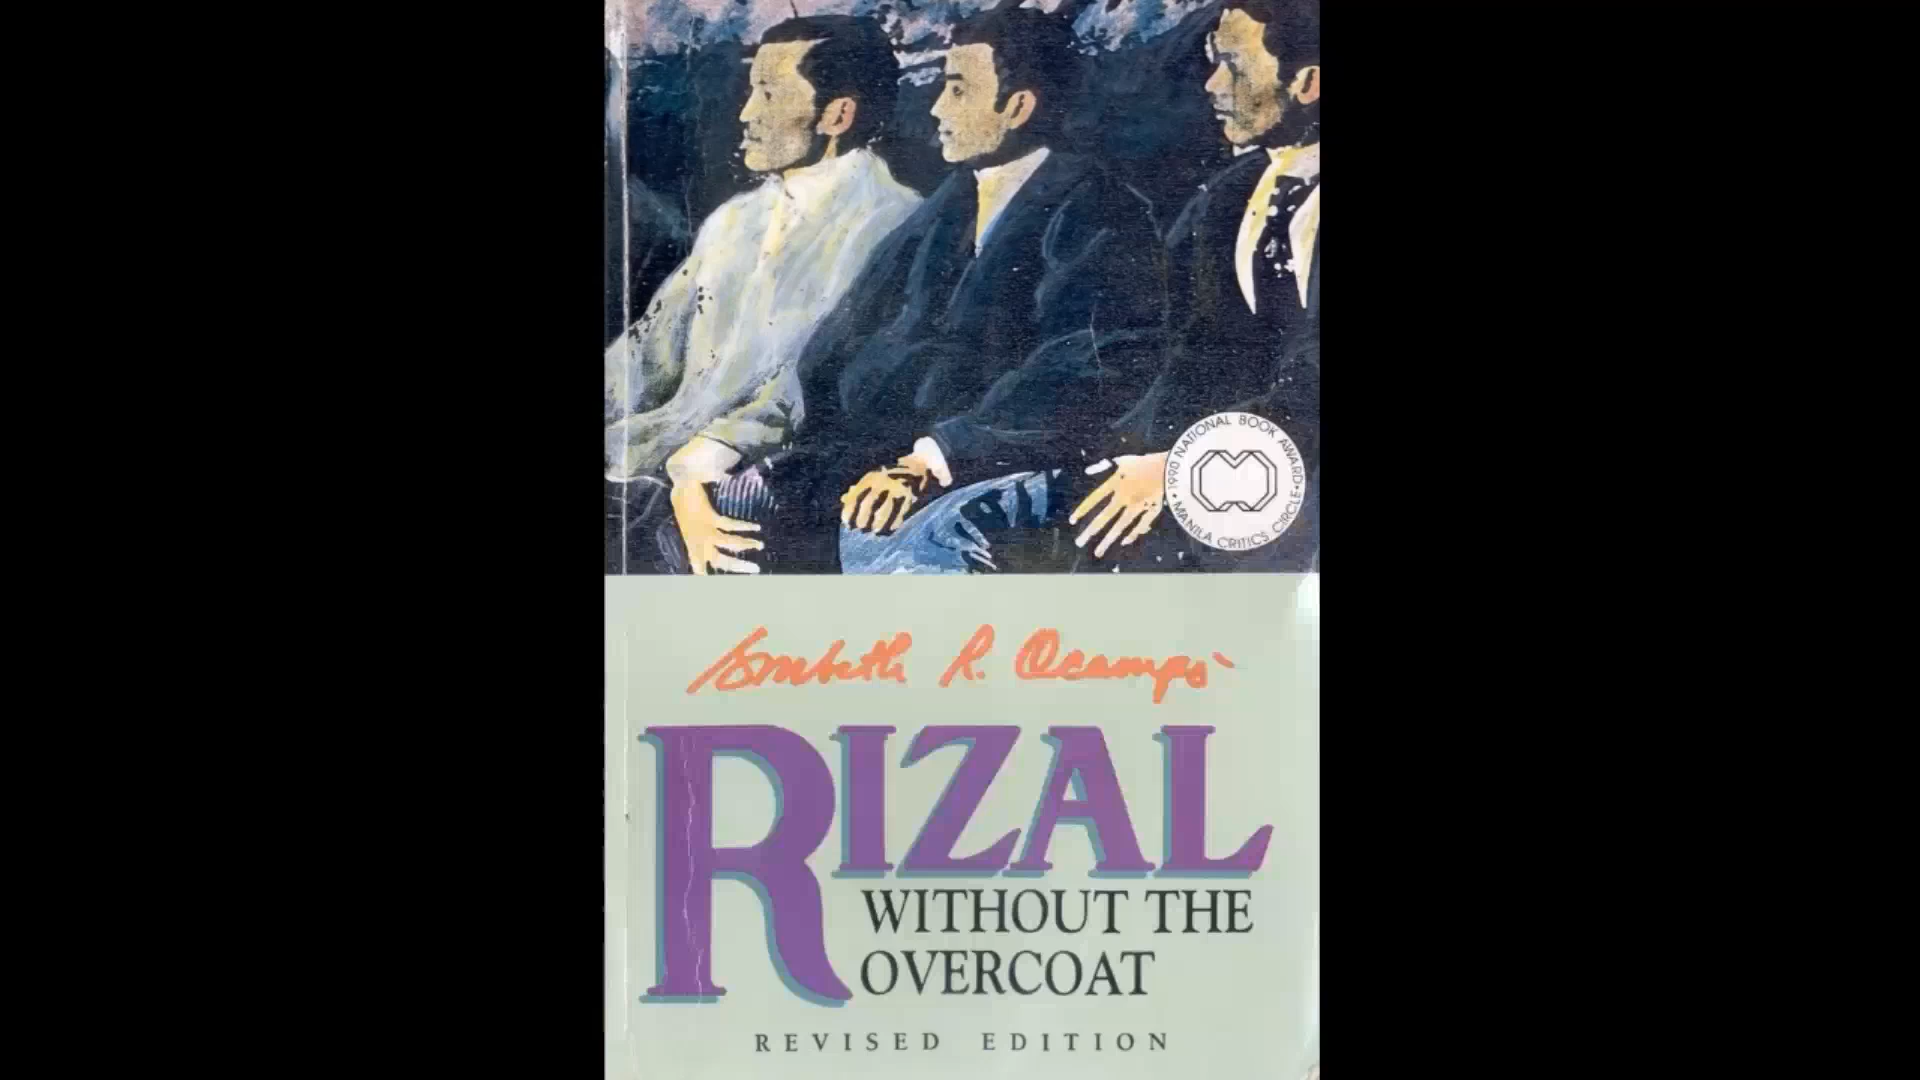 • 1990 NATIONAL BOOK AWARD •
MANILA CRITICS CIRCLE
Ambeth R. Ocampo
RIZAL
WITHOUT THE
OVERCOAT
REVISED EDITION